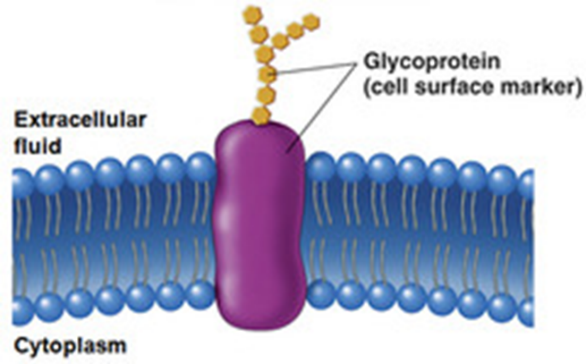 Glycoprotein
(cell surface marker)
Extracellular
fluid
Cytoplasm